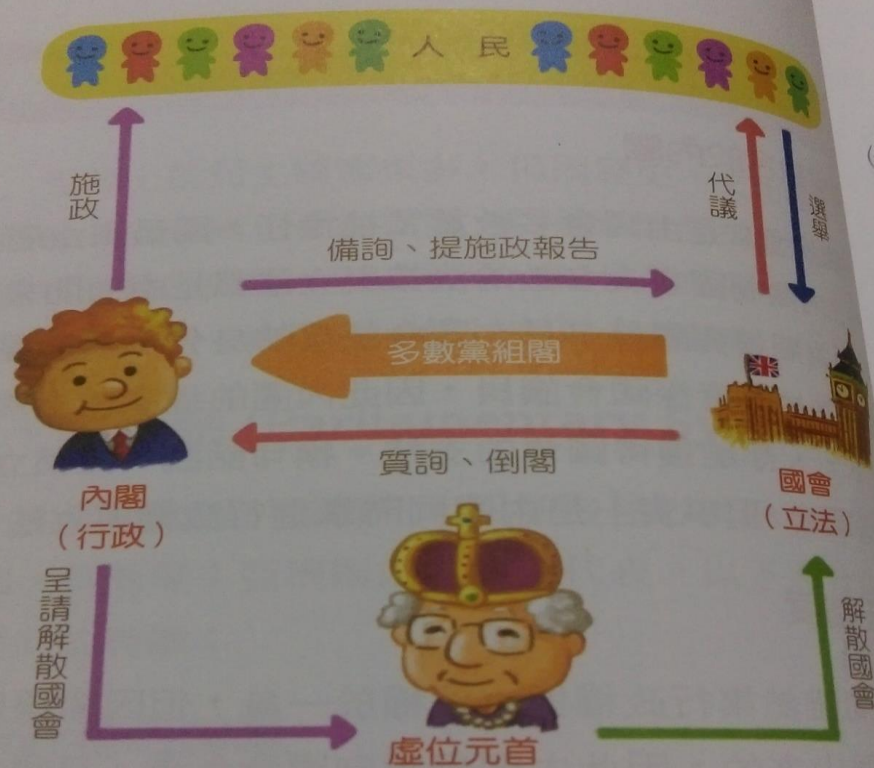 人民
施政
代議
選舉
備詢、提施政報告
多數黨組閣
質詢、倒閣
內閣
(行政)
國會
(立法)
呈請解散國會
解散國會
虛位元首